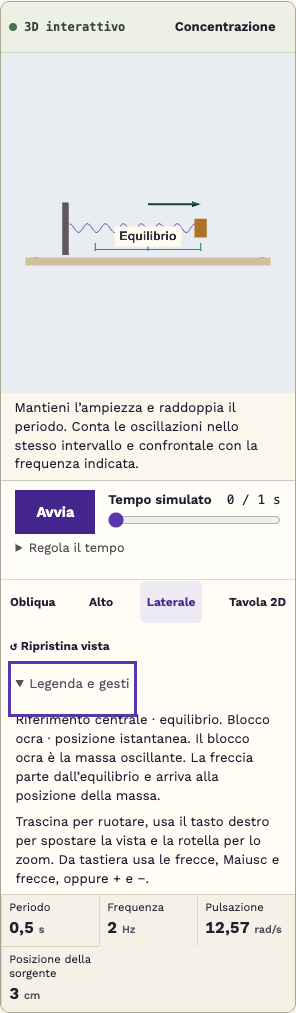 3D interattivo
Concentrazione
Equilibrio
Mantieni l'ampiezza e raddoppia il
periodo. Conta le oscillazioni nello
stesso intervallo e confrontale con la
frequenza indicata.
Avvia
Tempo simulato 0 / 1 s
▶ Regola il tempo
Obliqua
Alto
Laterale
Tavola 2D
↺ Ripristina vista
▼ Legenda e gesti
Riferimento centrale · equilibrio. Blocco
ocra · posizione istantanea. Il blocco
ocra è la massa oscillante. La freccia
parte dall'equilibrio e arriva alla
posizione della massa.
Trascina per ruotare, usa il tasto destro
per spostare la vista e la rotella per lo
zoom. Da tastiera usa le frecce, Maiusc e
frecce, oppure + e −.
Periodo
0,5 s
Frequenza
2 Hz
Pulsazione
12,57 rad/s
Posizione della
sorgente
3 cm